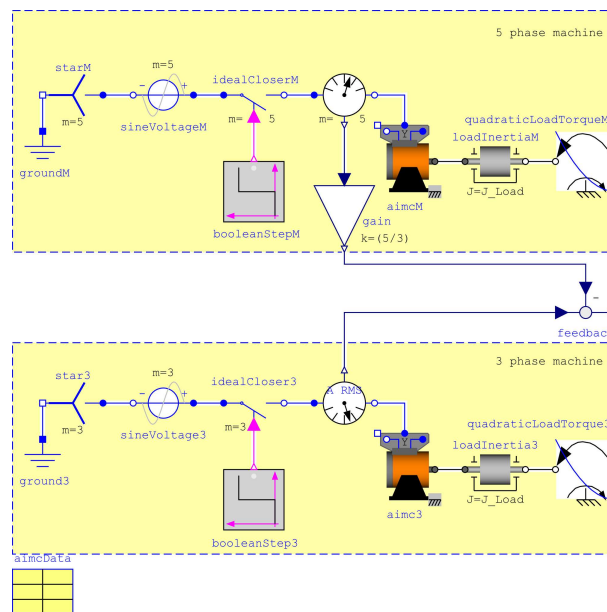 5 phase machine
starM
m=5
idealCloserM
- +
quadraticLoadTorqueM
m=5
sineVoltageM
m= 5
m= 5
Y
loadInertiaM
groundM
J=J_Load
aimcM
booleanStepM
gain
k=(5/3)
-
feedbac
3 phase machine
star3
m=3
idealCloser3
- +
A RMS
quadraticLoadTorque3
m=3
sineVoltage3
m=3
Y
loadInertia3
ground3
J=J_Load
aimc3
booleanStep3
aimcData